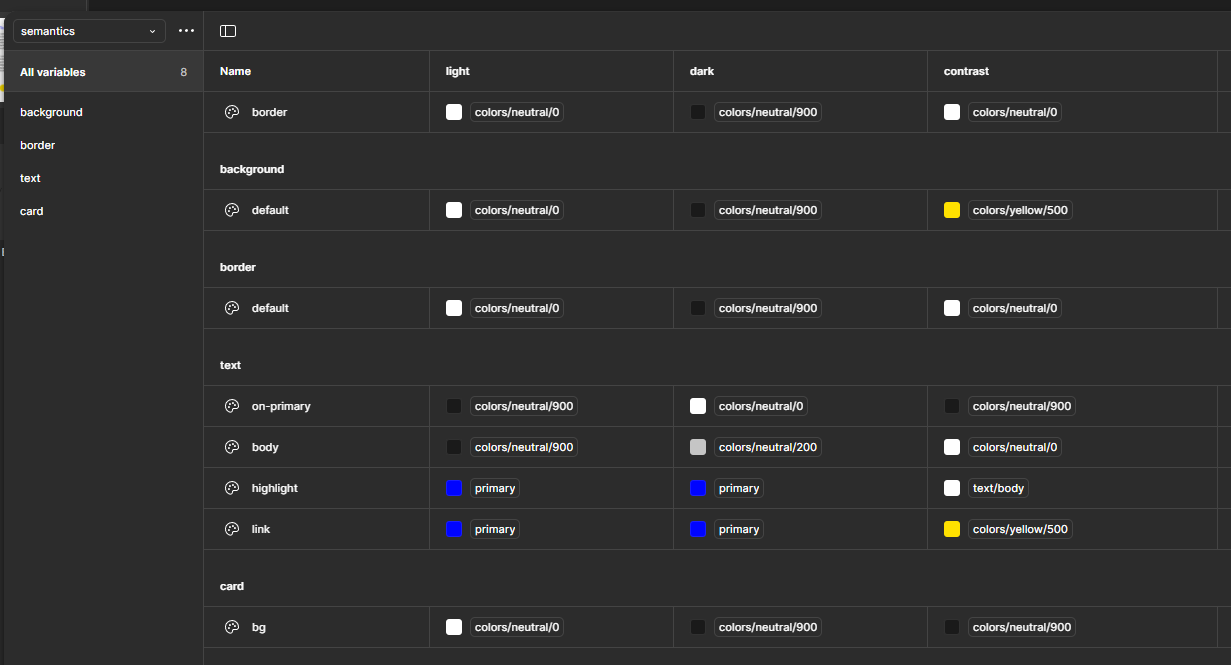 semantics
All variables 8
background
border
text
card
Name light dark contrast
border colors/neutral/0 colors/neutral/900 colors/neutral/0
background
default colors/neutral/0 colors/neutral/900 colors/yellow/500
border
default colors/neutral/0 colors/neutral/900 colors/neutral/0
text
on-primary colors/neutral/900 colors/neutral/0 colors/neutral/900
body colors/neutral/900 colors/neutral/200 colors/neutral/0
highlight primary primary text/body
link primary primary colors/yellow/500
card
bg colors/neutral/0 colors/neutral/900 colors/neutral/900